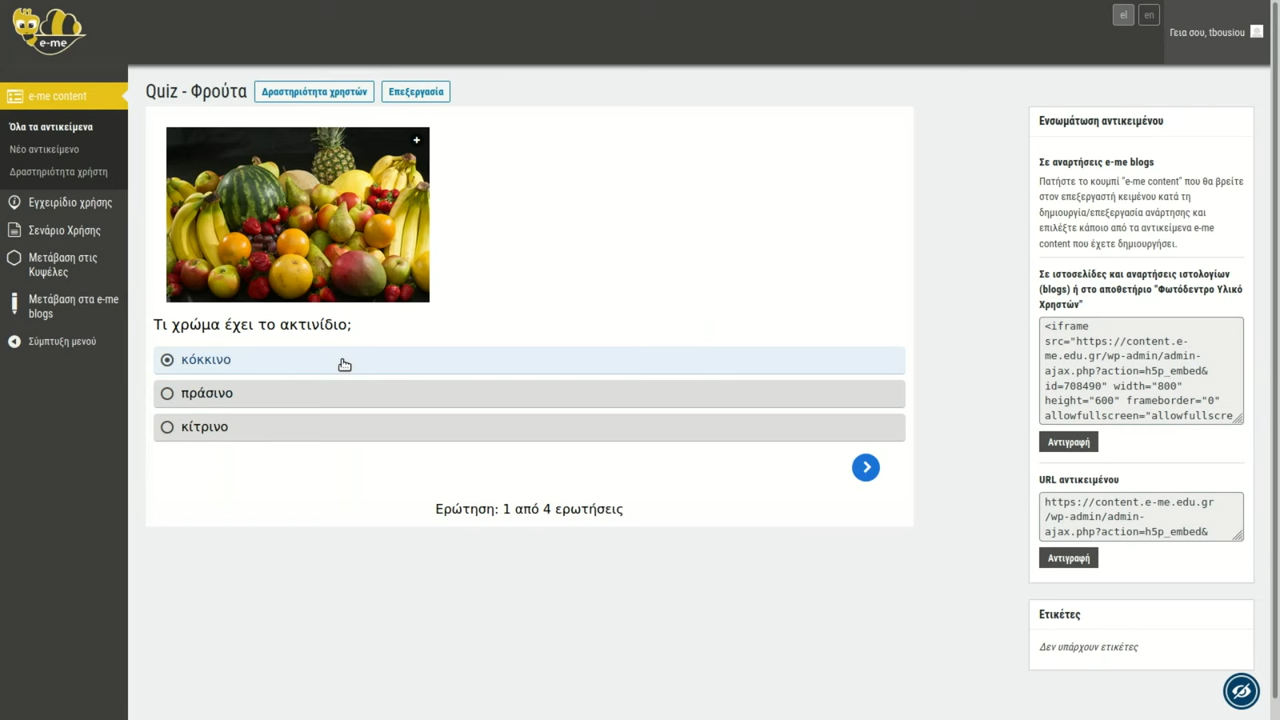 e-me
el
en
Γεια σου, tbousiou
e-me content
Όλα τα αντικείμενα
Νέο αντικείμενο
Δραστηριότητα χρήστη
Εγχειρίδιο χρήσης
Σενάριο Χρήσης
Μετάβαση στις
Κυψέλες
Μετάβαση στα e-me
blogs
Σύμπτυξη μενού
Quiz - Φρούτα
Δραστηριότητα χρηστών
Επεξεργασία
Τι χρώμα έχει το ακτινίδιο;
κόκκινο
πράσινο
κίτρινο
Ερώτηση: 1 από 4 ερωτήσεις
Ενσωμάτωση αντικειμένου
Σε αναρτήσεις e-me blogs
Πατήστε το κουμπί "e-me content" που θα βρείτε
στον επεξεργαστή κειμένου κατά τη
δημιουργία/επεξεργασία ανάρτησης και
επιλέξτε κάποιο από τα αντικείμενα e-me
content που έχετε δημιουργήσει.
Σε ιστοσελίδες και αναρτήσεις ιστολογίων
(blogs) ή στο αποθετήριο "Φωτόδεντρο Υλικό
Χρηστών"
<iframe
src="https://content.e-
me.edu.gr/wp-admin/admin-
ajax.php?action=h5p_embed&
id=708490" width="800"
height="600" frameborder="0"
allowfullscreen="allowfullscre
Αντιγραφή
URL αντικειμένου
https://content.e-me.edu.gr
/wp-admin/admin-
ajax.php?action=h5p_embed&
Αντιγραφή
Ετικέτες
Δεν υπάρχουν ετικέτες